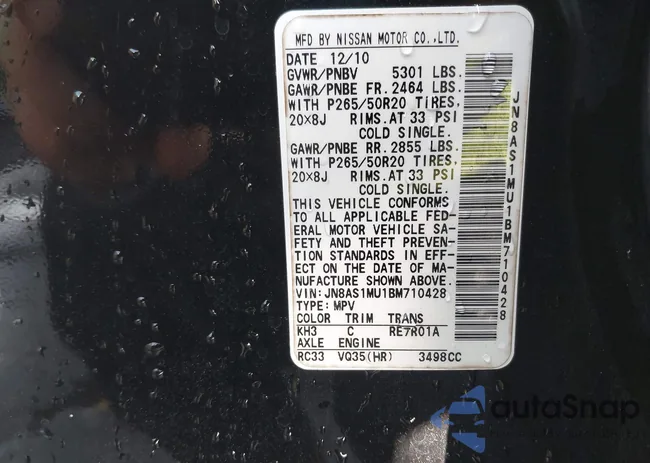 MFD BY NISSAN MOTOR CO.,LTD.
DATE 12/10
GVWR/PNBV 5301 LBS.
GAWR/PNBE FR. 2464 LBS.
WITH P265/50R20 TIRES,
20×8J RIMS.AT 33 PSI
COLD SINGLE.
GAWR/PNBE RR. 2855 LBS.
WITH P265/50R20 TIRES,
20×8J RIMS.AT 33 PSI
COLD SINGLE.
THIS VEHICLE CONFORMS
TO ALL APPLICABLE FED-
ERAL MOTOR VEHICLE SA-
FETY AND THEFT PREVEN-
TION STANDARDS IN EFF-
ECT ON THE DATE OF MA-
NUFACTURE SHOWN ABOVE.
VIN:JN8AS1MU1BM710428
TYPE:MPV
COLOR TRIM TRANS
KH3 C RE7R01A
AXLE ENGINE
RC33 VQ35(HR) 3498CC
JN8AS1MU1BM710428
autoSnap